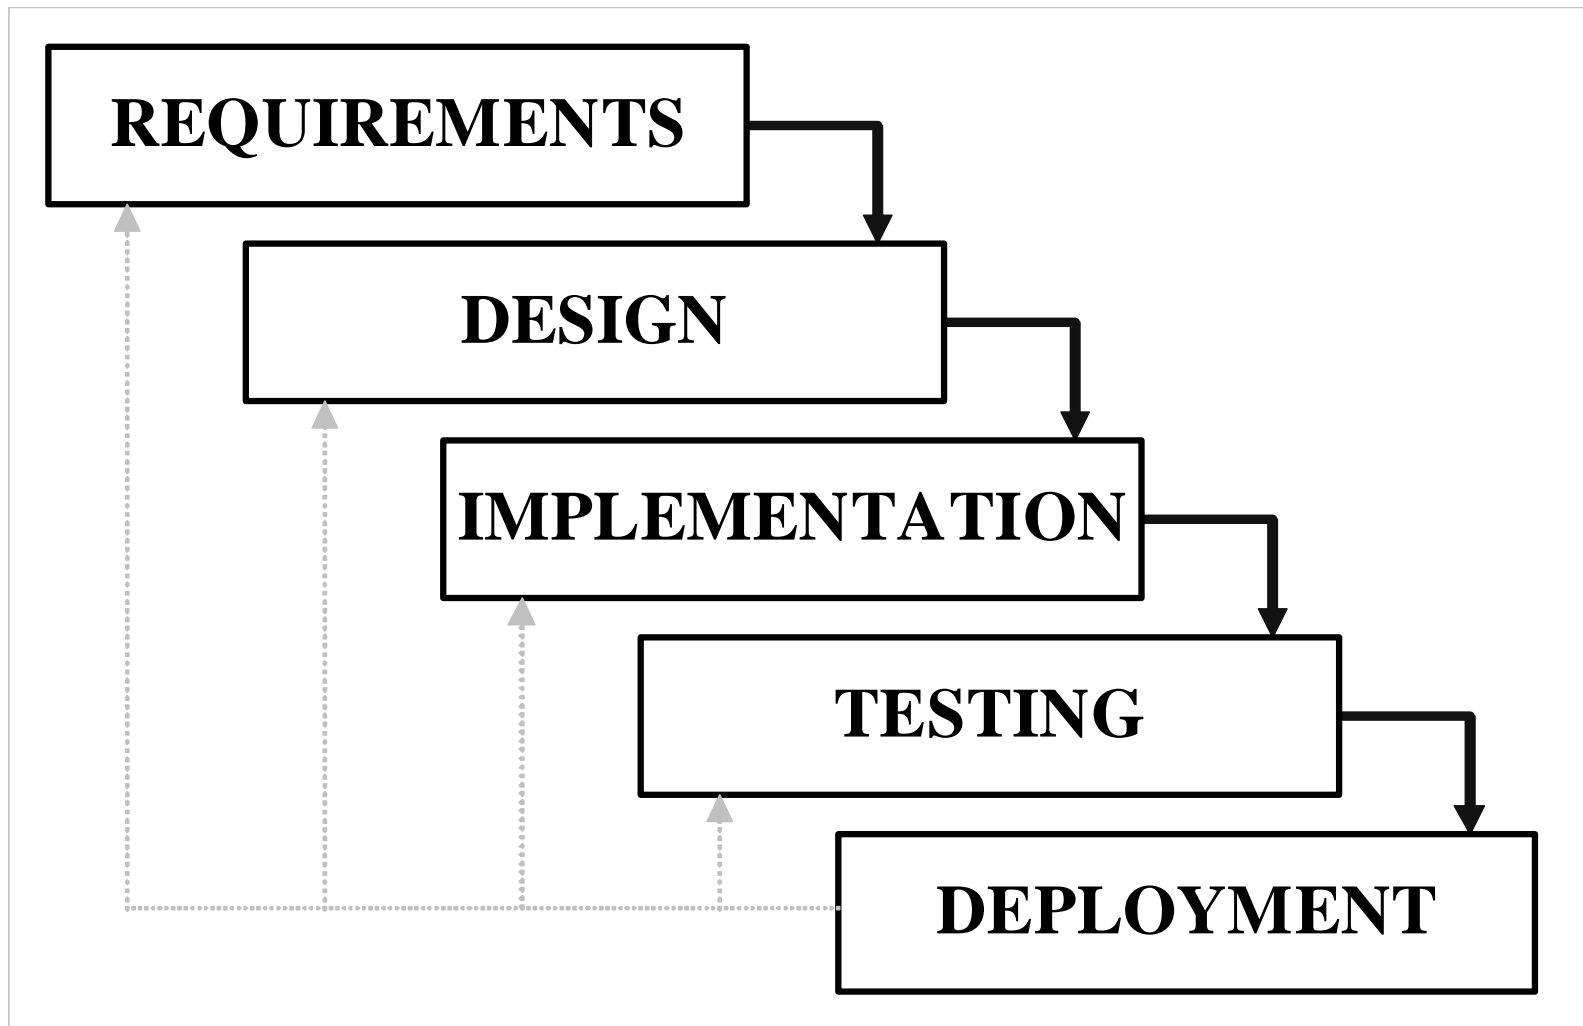 REQUIREMENTS
DESIGN
IMPLEMENTATION
TESTING
DEPLOYMENT